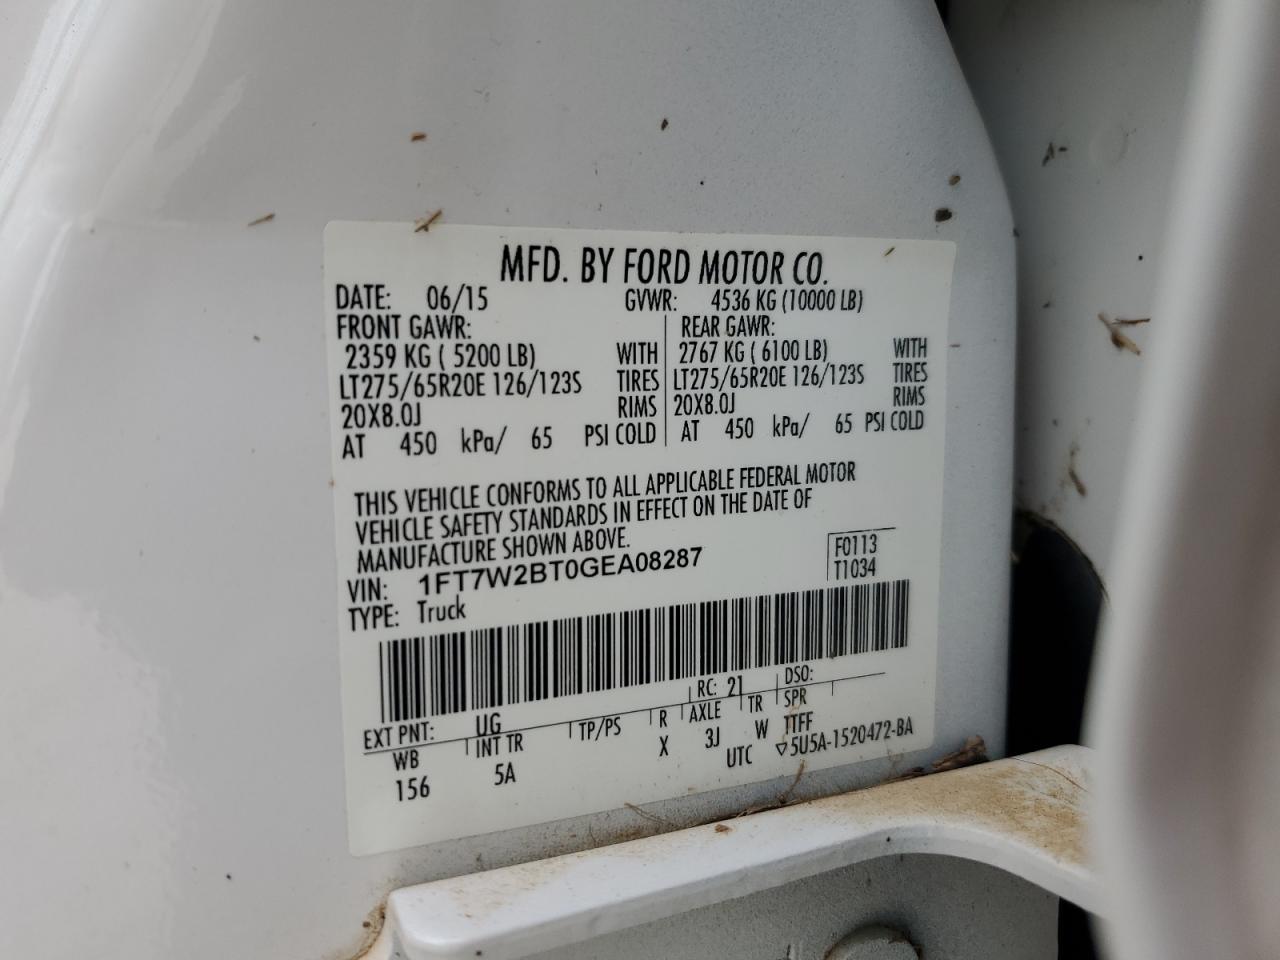 MFD. BY FORD MOTOR CO.
DATE: 06/15 GVWR: 4536 KG (10000 LB)
FRONT GAWR: REAR GAWR:
2359 KG ( 5200 LB) WITH 2767 KG ( 6100 LB) WITH
LT275/65R20E 126/123S TIRES LT275/65R20E 126/123S TIRES
20X8.0J RIMS 20X8.0J RIMS
AT 450 kPa/ 65 PSI COLD AT 450 kPa/ 65 PSI COLD
THIS VEHICLE CONFORMS TO ALL APPLICABLE FEDERAL MOTOR
VEHICLE SAFETY STANDARDS IN EFFECT ON THE DATE OF
MANUFACTURE SHOWN ABOVE.
VIN: 1FT7W2BT0GEA08287 F0113
TYPE: Truck T1034
EXT PNT: UG RC: 21 DSO:
WB INT TR TP/PS R AXLE TR SPR
156 5A X 3J W TTFF
UTC ▽5U5A-1520472-BA